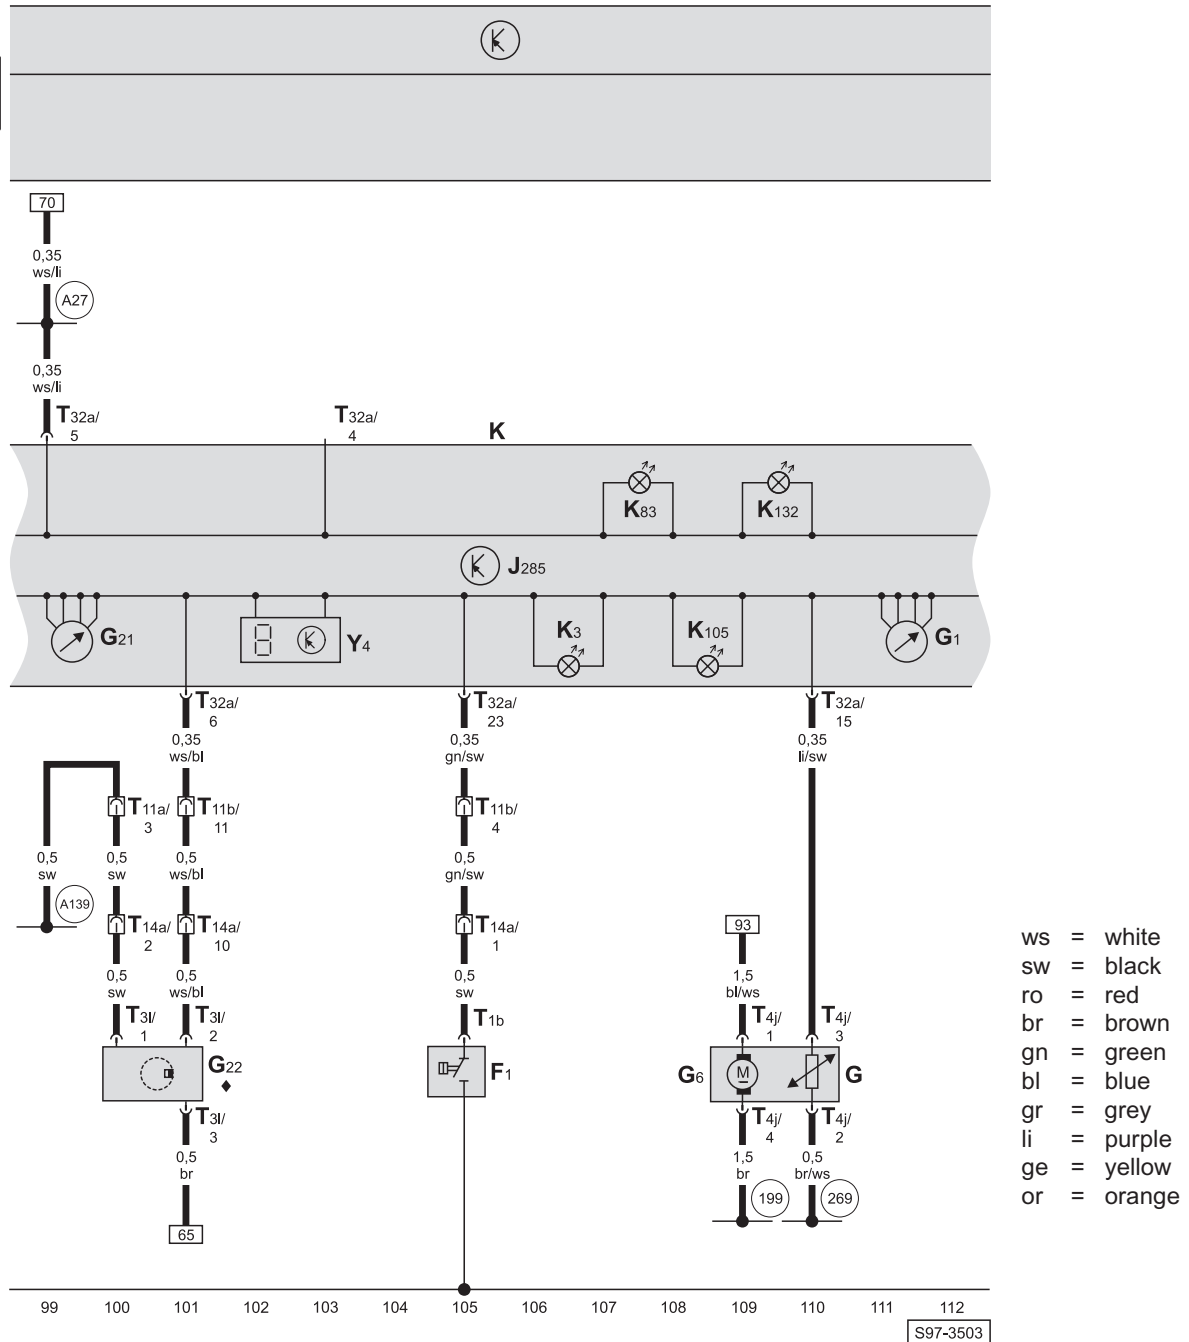 70
0,35
ws/li
A27
0,35
ws/li
T32a/
5
T32a/
4
K
K83
K132
J285
G21
Y4
K3
K105
G1
T32a/
6
T32a/
23
T32a/
15
0,35
ws/bl
0,35
gn/sw
0,35
li/sw
T11a/
3
T11b/
11
T11b/
4
0,5
sw
0,5
sw
0,5
ws/bl
0,5
gn/sw
A139
T14a/
2
T14a/
10
T14a/
1
93
0,5
sw
0,5
ws/bl
0,5
sw
1,5
bl/ws
T3l/
1
T3l/
2
T1b
T4j/
1
T4j/
3
G22
F1
G6
M
G
T3l/
3
T4j/
4
T4j/
2
0,5
br
1,5
br
0,5
br/ws
199
269
65
ws = white
sw = black
ro = red
br = brown
gn = green
bl = blue
gr = grey
li = purple
ge = yellow
or = orange
99 100 101 102 103 104 105 106 107 108 109 110 111 112
S97-3503